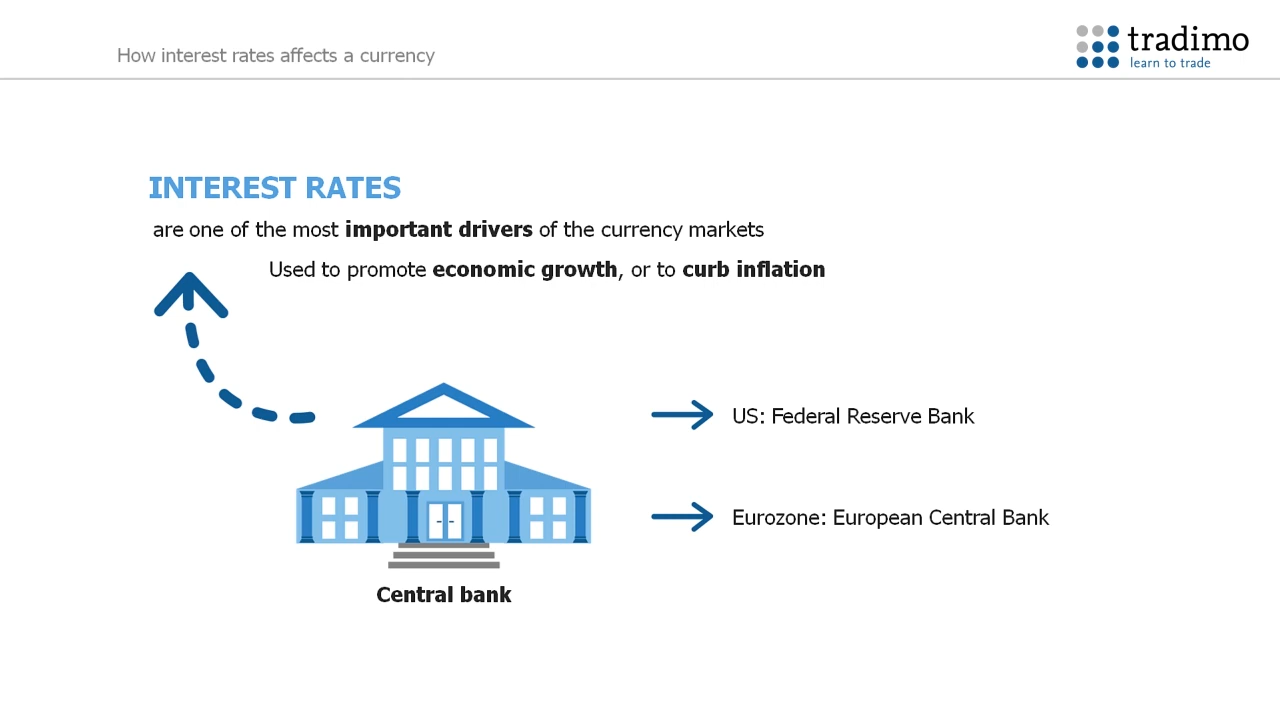 How interest rates affects a currency
tradimo
learn to trade
INTEREST RATES
are one of the most important drivers of the currency markets
Used to promote economic growth, or to curb inflation
US: Federal Reserve Bank
Eurozone: European Central Bank
Central bank